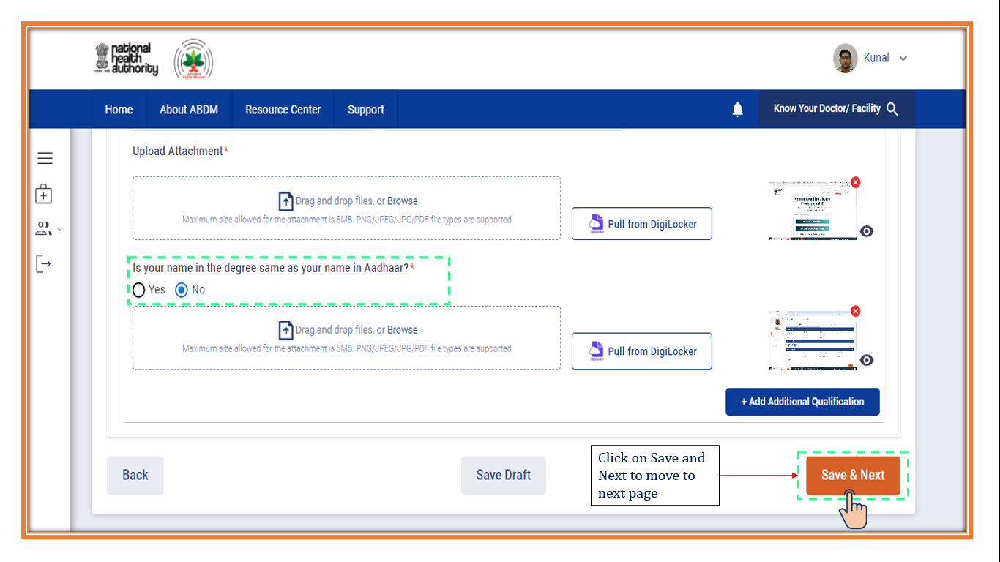 national
health
authority
Digital Mission
Kunal
Home
About ABDM
Resource Center
Support
Know Your Doctor/ Facility
Upload Attachment*
Drag and drop files, or Browse
Maximum size allowed for the attachment is 5MB. PNG/JPEG/JPG/PDF file types are supported
DigiLocker
Pull from DigiLocker
Is your name in the degree same as your name in Aadhaar?*
Yes
No
Drag and drop files, or Browse
Maximum size allowed for the attachment is 5MB. PNG/JPEG/JPG/PDF file types are supported
DigiLocker
Pull from DigiLocker
+ Add Additional Qualification
Back
Save Draft
Click on Save and
Next to move to
next page
Save & Next